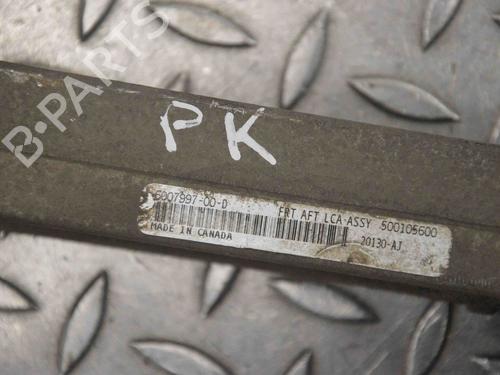 B-PARTS
PK
6007997-00-D FRT AFT LCA-ASSY 500105600
MADE IN CANADA 20130-AJ